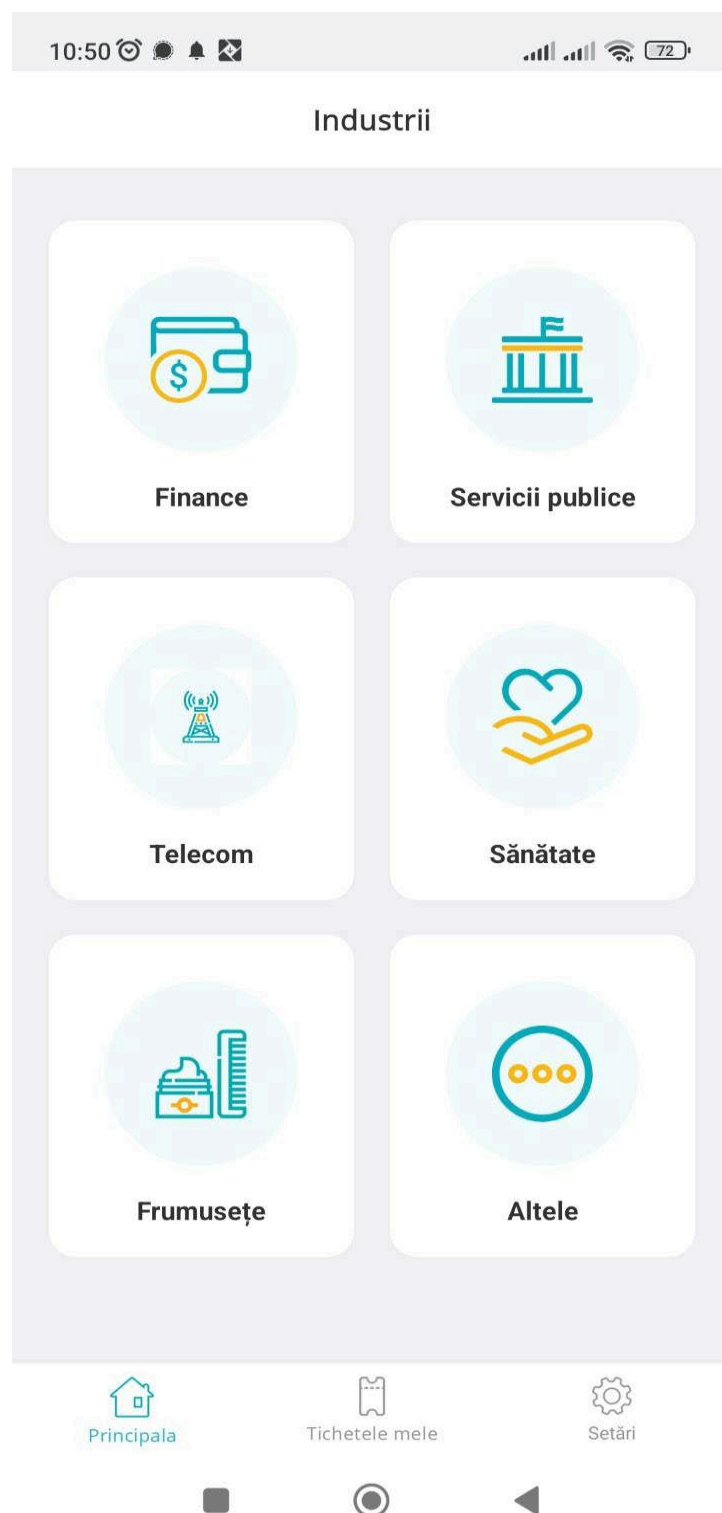 10:50
72
Industrii
$
Finance
Servicii publice
Telecom
Sănătate
Frumusețe
Altele
Principala
Tichetele mele
Setări